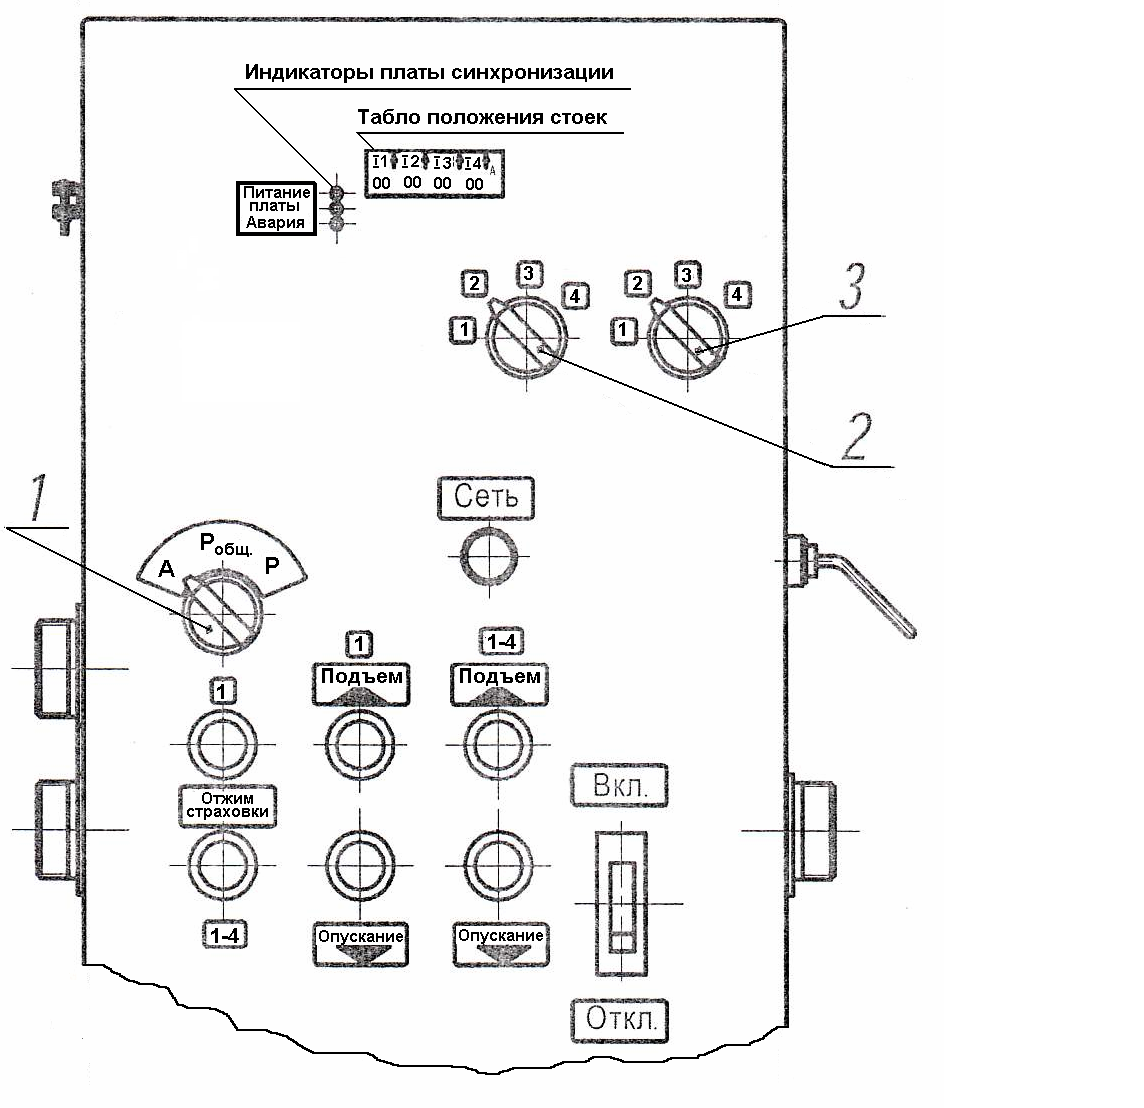 Индикаторы платы синхронизации
Табло положения стоек
I1 I2 I3 I4 A
00 00 00 00
Питание
платы
Авария
2 3 4
1
2 3 4
1
3
2
1
Сеть
A Робщ. Р
1
Подъем
1-4
Подъем
1
Отжим
страховки
1-4
Опускание
Опускание
Вкл.
Откл.